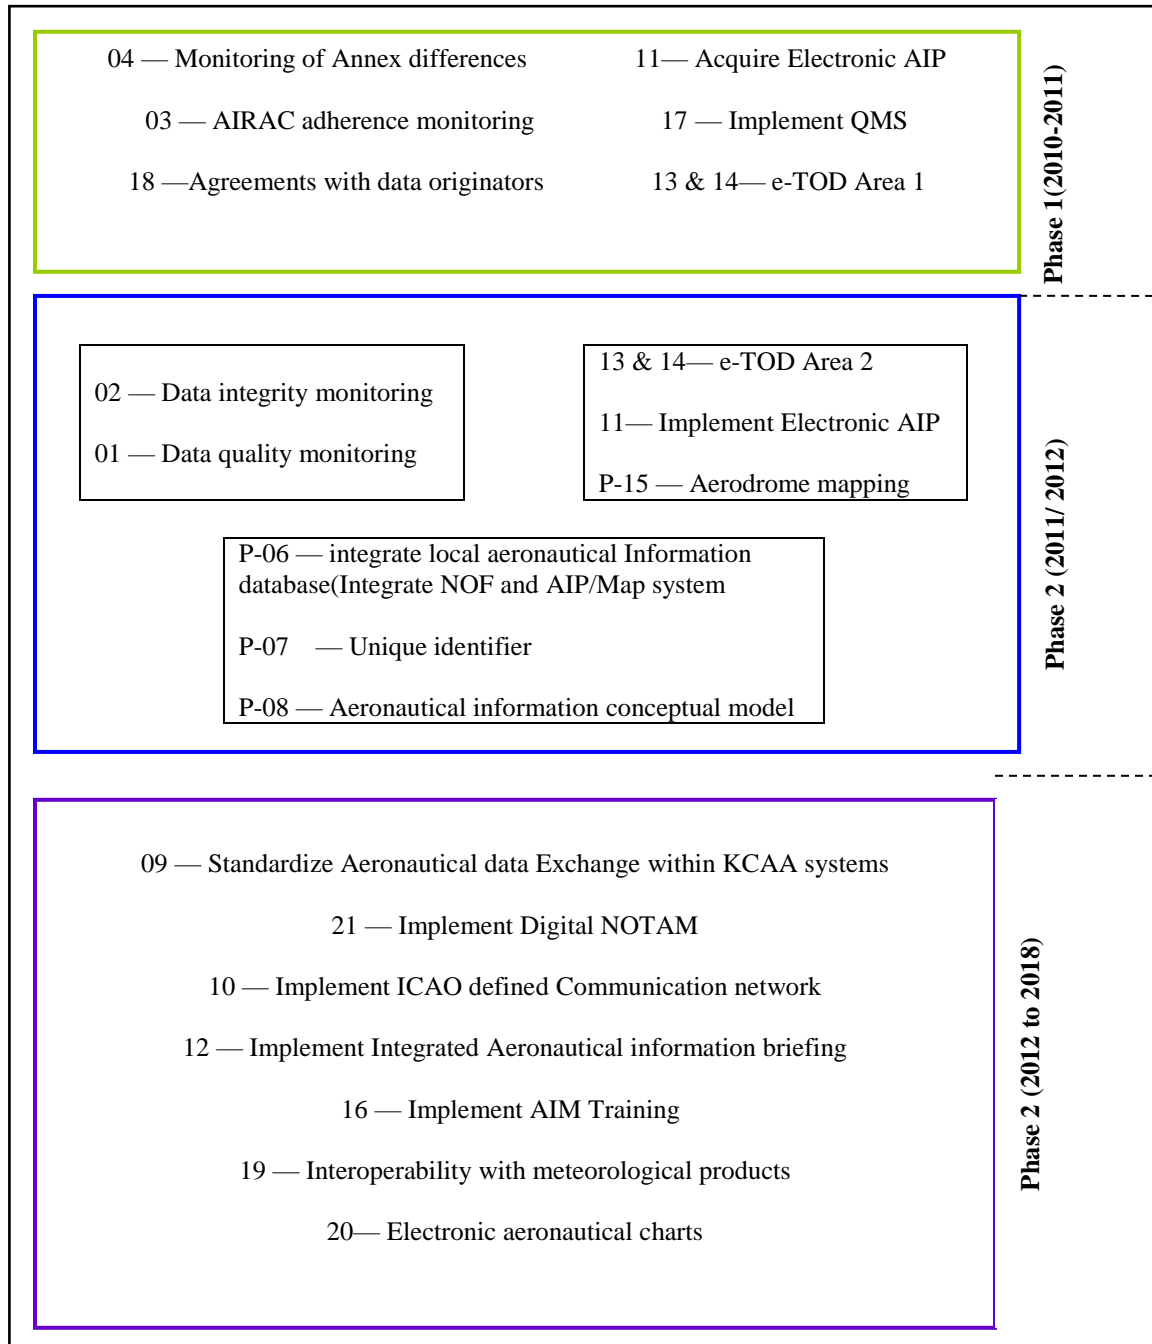 04 — Monitoring of Annex differences
03 — AIRAC adherence monitoring
18 —Agreements with data originators
11— Acquire Electronic AIP
17 — Implement QMS
13 & 14— e-TOD Area 1
Phase 1(2010-2011)
02 — Data integrity monitoring
01 — Data quality monitoring
13 & 14— e-TOD Area 2
11— Implement Electronic AIP
P-15 — Aerodrome mapping
P-06 — integrate local aeronautical Information
database(Integrate NOF and AIP/Map system
P-07 — Unique identifier
P-08 — Aeronautical information conceptual model
Phase 2 (2011/ 2012)
09 — Standardize Aeronautical data Exchange within KCAA systems
21 — Implement Digital NOTAM
10 — Implement ICAO defined Communication network
12 — Implement Integrated Aeronautical information briefing
16 — Implement AIM Training
19 — Interoperability with meteorological products
20— Electronic aeronautical charts
Phase 2 (2012 to 2018)